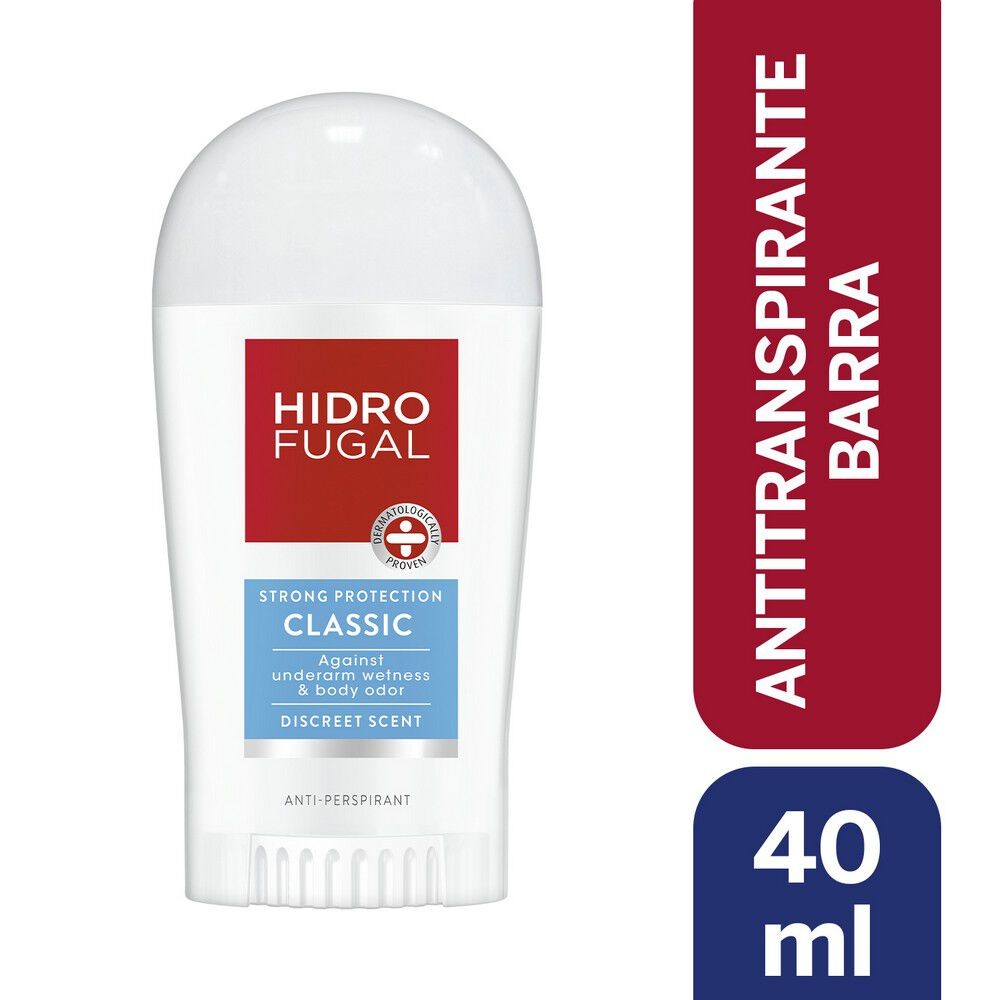 HIDRO
FUGAL
DERMATOLOGICALLY
PROVEN
STRONG PROTECTION
CLASSIC
Against
underarm wetness
& body odor
DISCREET SCENT
ANTI-PERSPIRANT
ANTITRANSPIRANTE
BARRA
40
ml